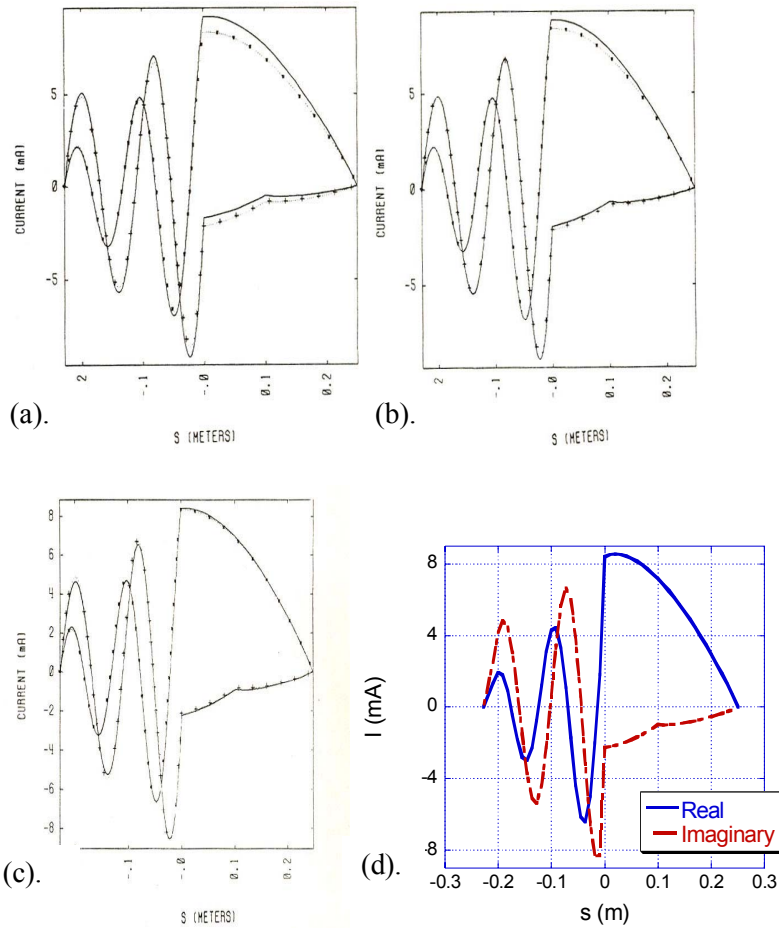 5
0
-5
CURRENT (mA)
2
-.1
-.0
0.1
0.2
S (METERS)
(a).
5
0
-5
CURRENT (mA)
2
-.1
-.0
0.1
0.2
S (METERS)
(b).
8
6
4
2
0
-2
-4
-6
-8
CURRENT (mA)
-.1
-.0
0.1
0.2
S (METERS)
(c).
8
4
0
-4
-8
I (mA)
Real
Imaginary
-0.3 -0.2 -0.1 0 0.1 0.2 0.3
s (m)
(d).